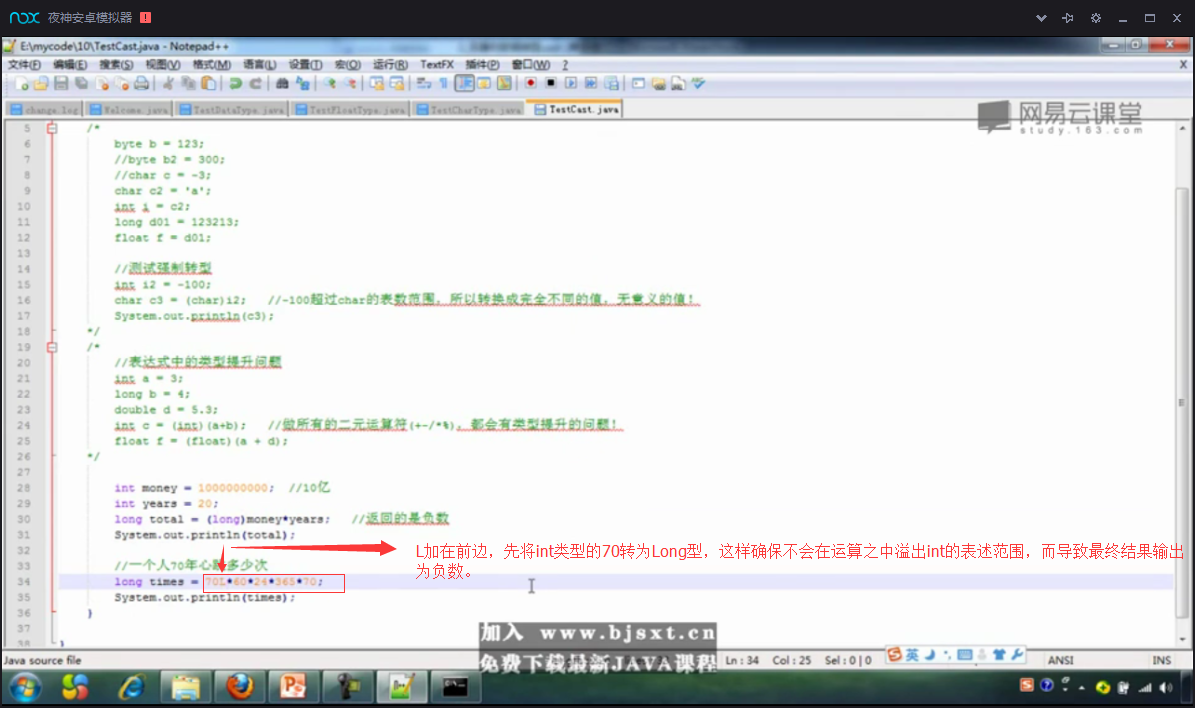 nox 夜神安卓模拟器
E:\mycode\10\TestCast.java - Notepad++
文件(F) 编辑(E) 搜索(S) 视图(V) 格式(M) 语言(L) 设置(T) 宏(O) 运行(R) TextFX 插件(P) 窗口(W) ? X
change.log Welcome.java TestDataType.java TestFloatType.java TestCharType.java TestCast.java
网易云课堂
study.163.com
5 /*
6 byte b = 123;
7 //byte b2 = 300;
8 //char c = -3;
9 char c2 = 'a';
10 int i = c2;
11 long d01 = 123213;
12 float f = d01;
13
14 //测试强制转型
15 int i2 = -100;
16 char c3 = (char)i2; //-100超过char的表数范围，所以转换成完全不同的值，无意义的值!
17 System.out.println(c3);
18 */
19 /*
20 //表达式中的类型提升问题
21 int a = 3;
22 long b = 4;
23 double d = 5.3;
24 int c = (int)(a+b); //做所有的二元运算符(+-/*%)，都会有类型提升的问题!
25 float f = (float)(a + d);
26 */
27
28 int money = 1000000000; //10亿
29 int years = 20;
30 long total = (long)money*years; //返回的是负数
31 System.out.println(total);
32
L加在前边，先将int类型的70转为Long型，这样确保不会在运算之中溢出int的表述范围，而导致最终结果输出
为负数。
33 //一个人70年心跳多少次
34 long times = 70L*60*24*365*70;
35 System.out.println(times);
36 }
37
38 }
加入 www.bjsxt.cn
免费下载最新JAVA课程
Java source file Ln : 34 Col : 25 Sel : 0 | 0 英 ANSI INS